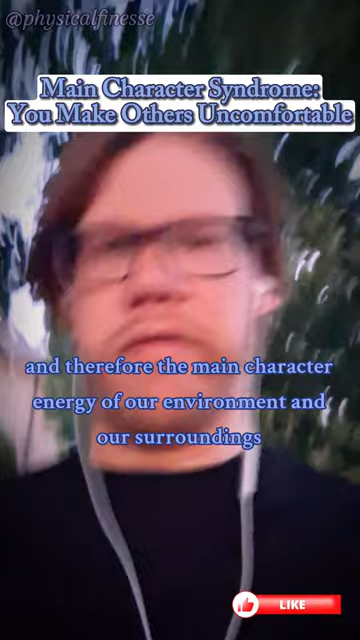 @physicalfinesse
Main Character Syndrome:
You Make Others Uncomfortable
and therefore the main character
energy of our environment and
our surroundings
LIKE